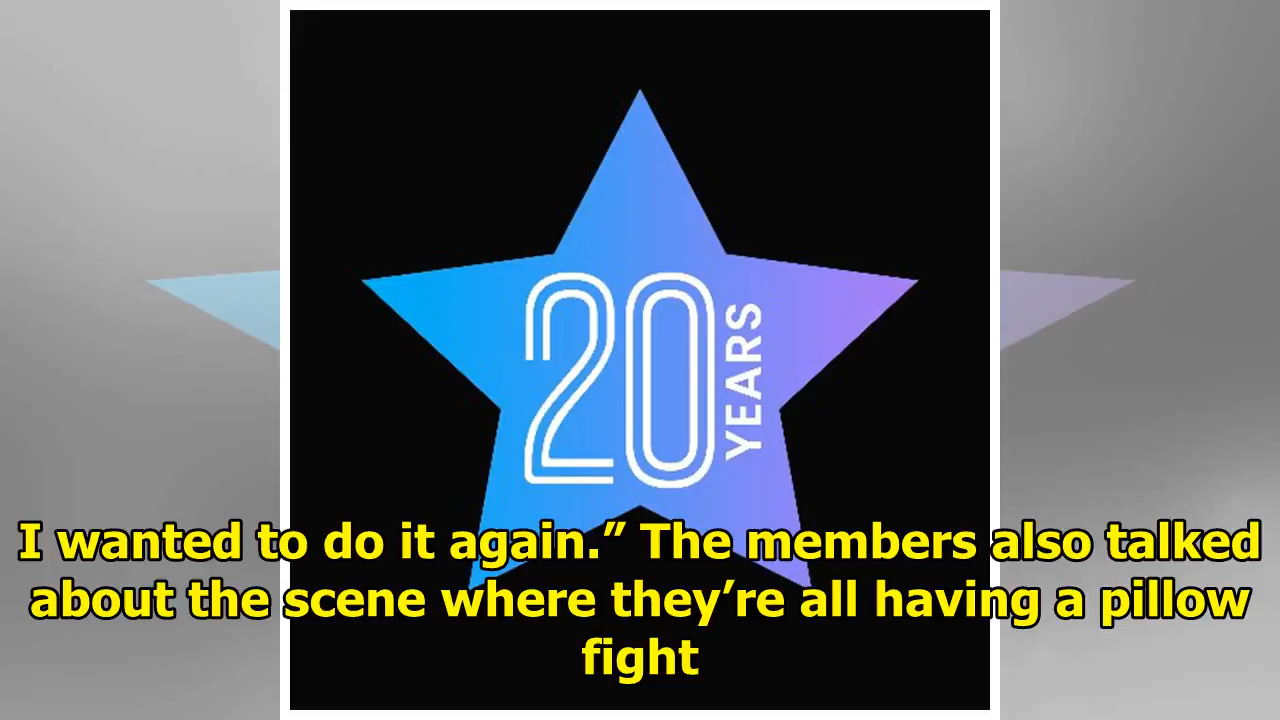 20
YEARS
I wanted to do it again.” The members also talked
about the scene where they’re all having a pillow
fight